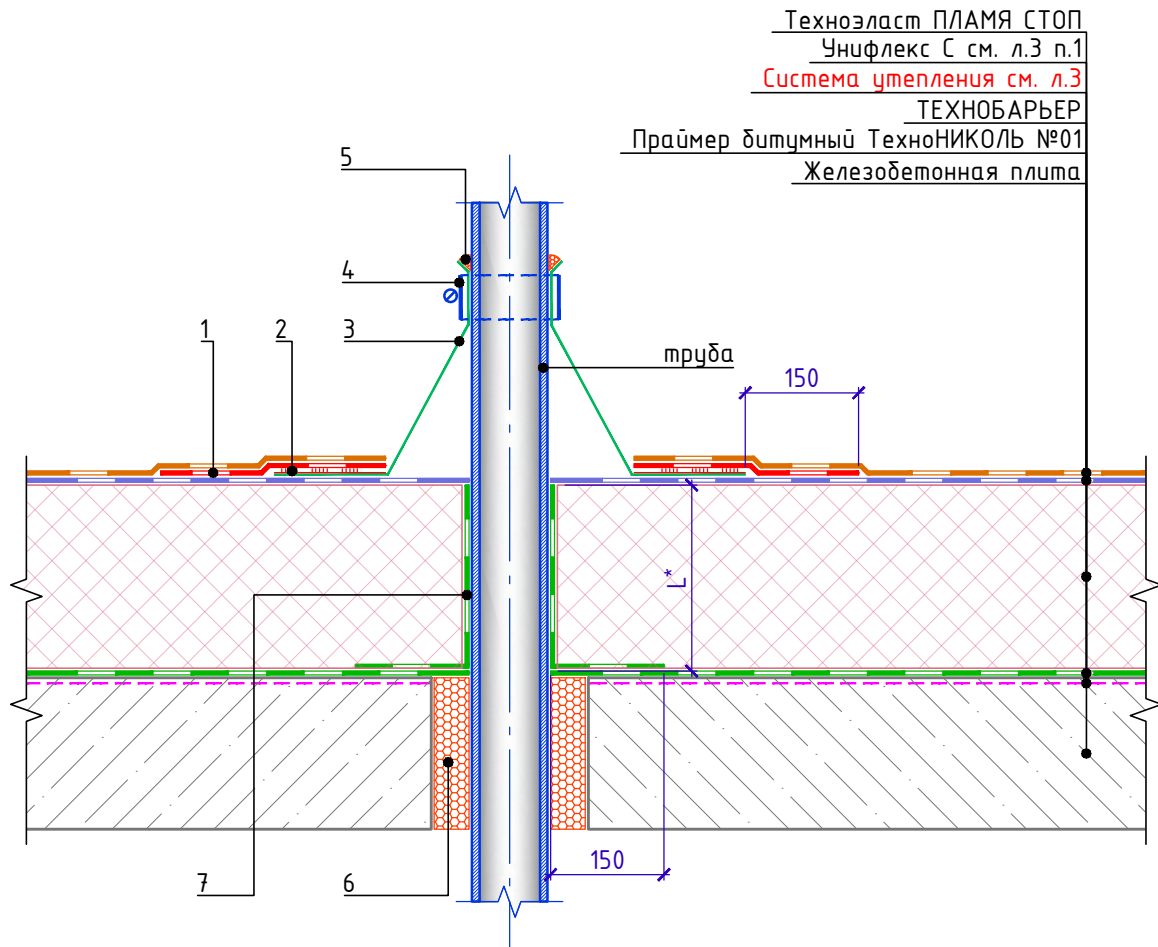 Техноэласт ПЛАМЯ СТОП
Унифлекс С см. л.3 п.1
Система утепления см. л.3
ТЕХНОБАРЬЕР
Праймер битумный ТехноНИКОЛЬ №01
Железобетонная плита
5
4
1
2
3
труба
150
L*
150
7
6